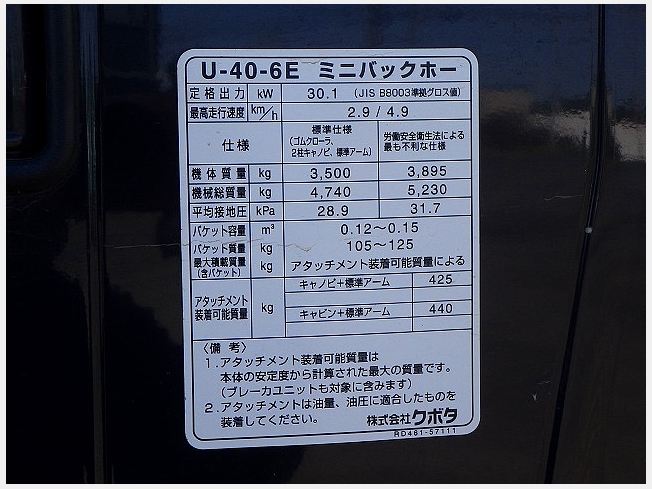 U-40-6E ミニバックホー
定格出力 kW 30.1 (JIS B8003準拠グロス値)
最高走行速度 km/h 2.9 / 4.9
仕様 標準仕様 (ゴムクローラ、2柱キャノピ、標準アーム) 労働安全衛生法による最も不利な仕様
機体質量 kg 3,500 3,895
機械総質量 kg 4,740 5,230
平均接地圧 kPa 28.9 31.7
バケット容量 m³ 0.12～0.15
バケット質量 kg 105～125
最大積載質量 (含バケット) kg アタッチメント装着可能質量による
アタッチメント装着可能質量 kg キャノピ+標準アーム 425
キャビン+標準アーム 440
〈備考〉
1.アタッチメント装着可能質量は
本体の安定度から計算された最大の質量です。
(ブレーカユニットも対象に含みます)
2.アタッチメントは油量、油圧に適合したものを
装着してください。
株式会社クボタ
RD461-57111